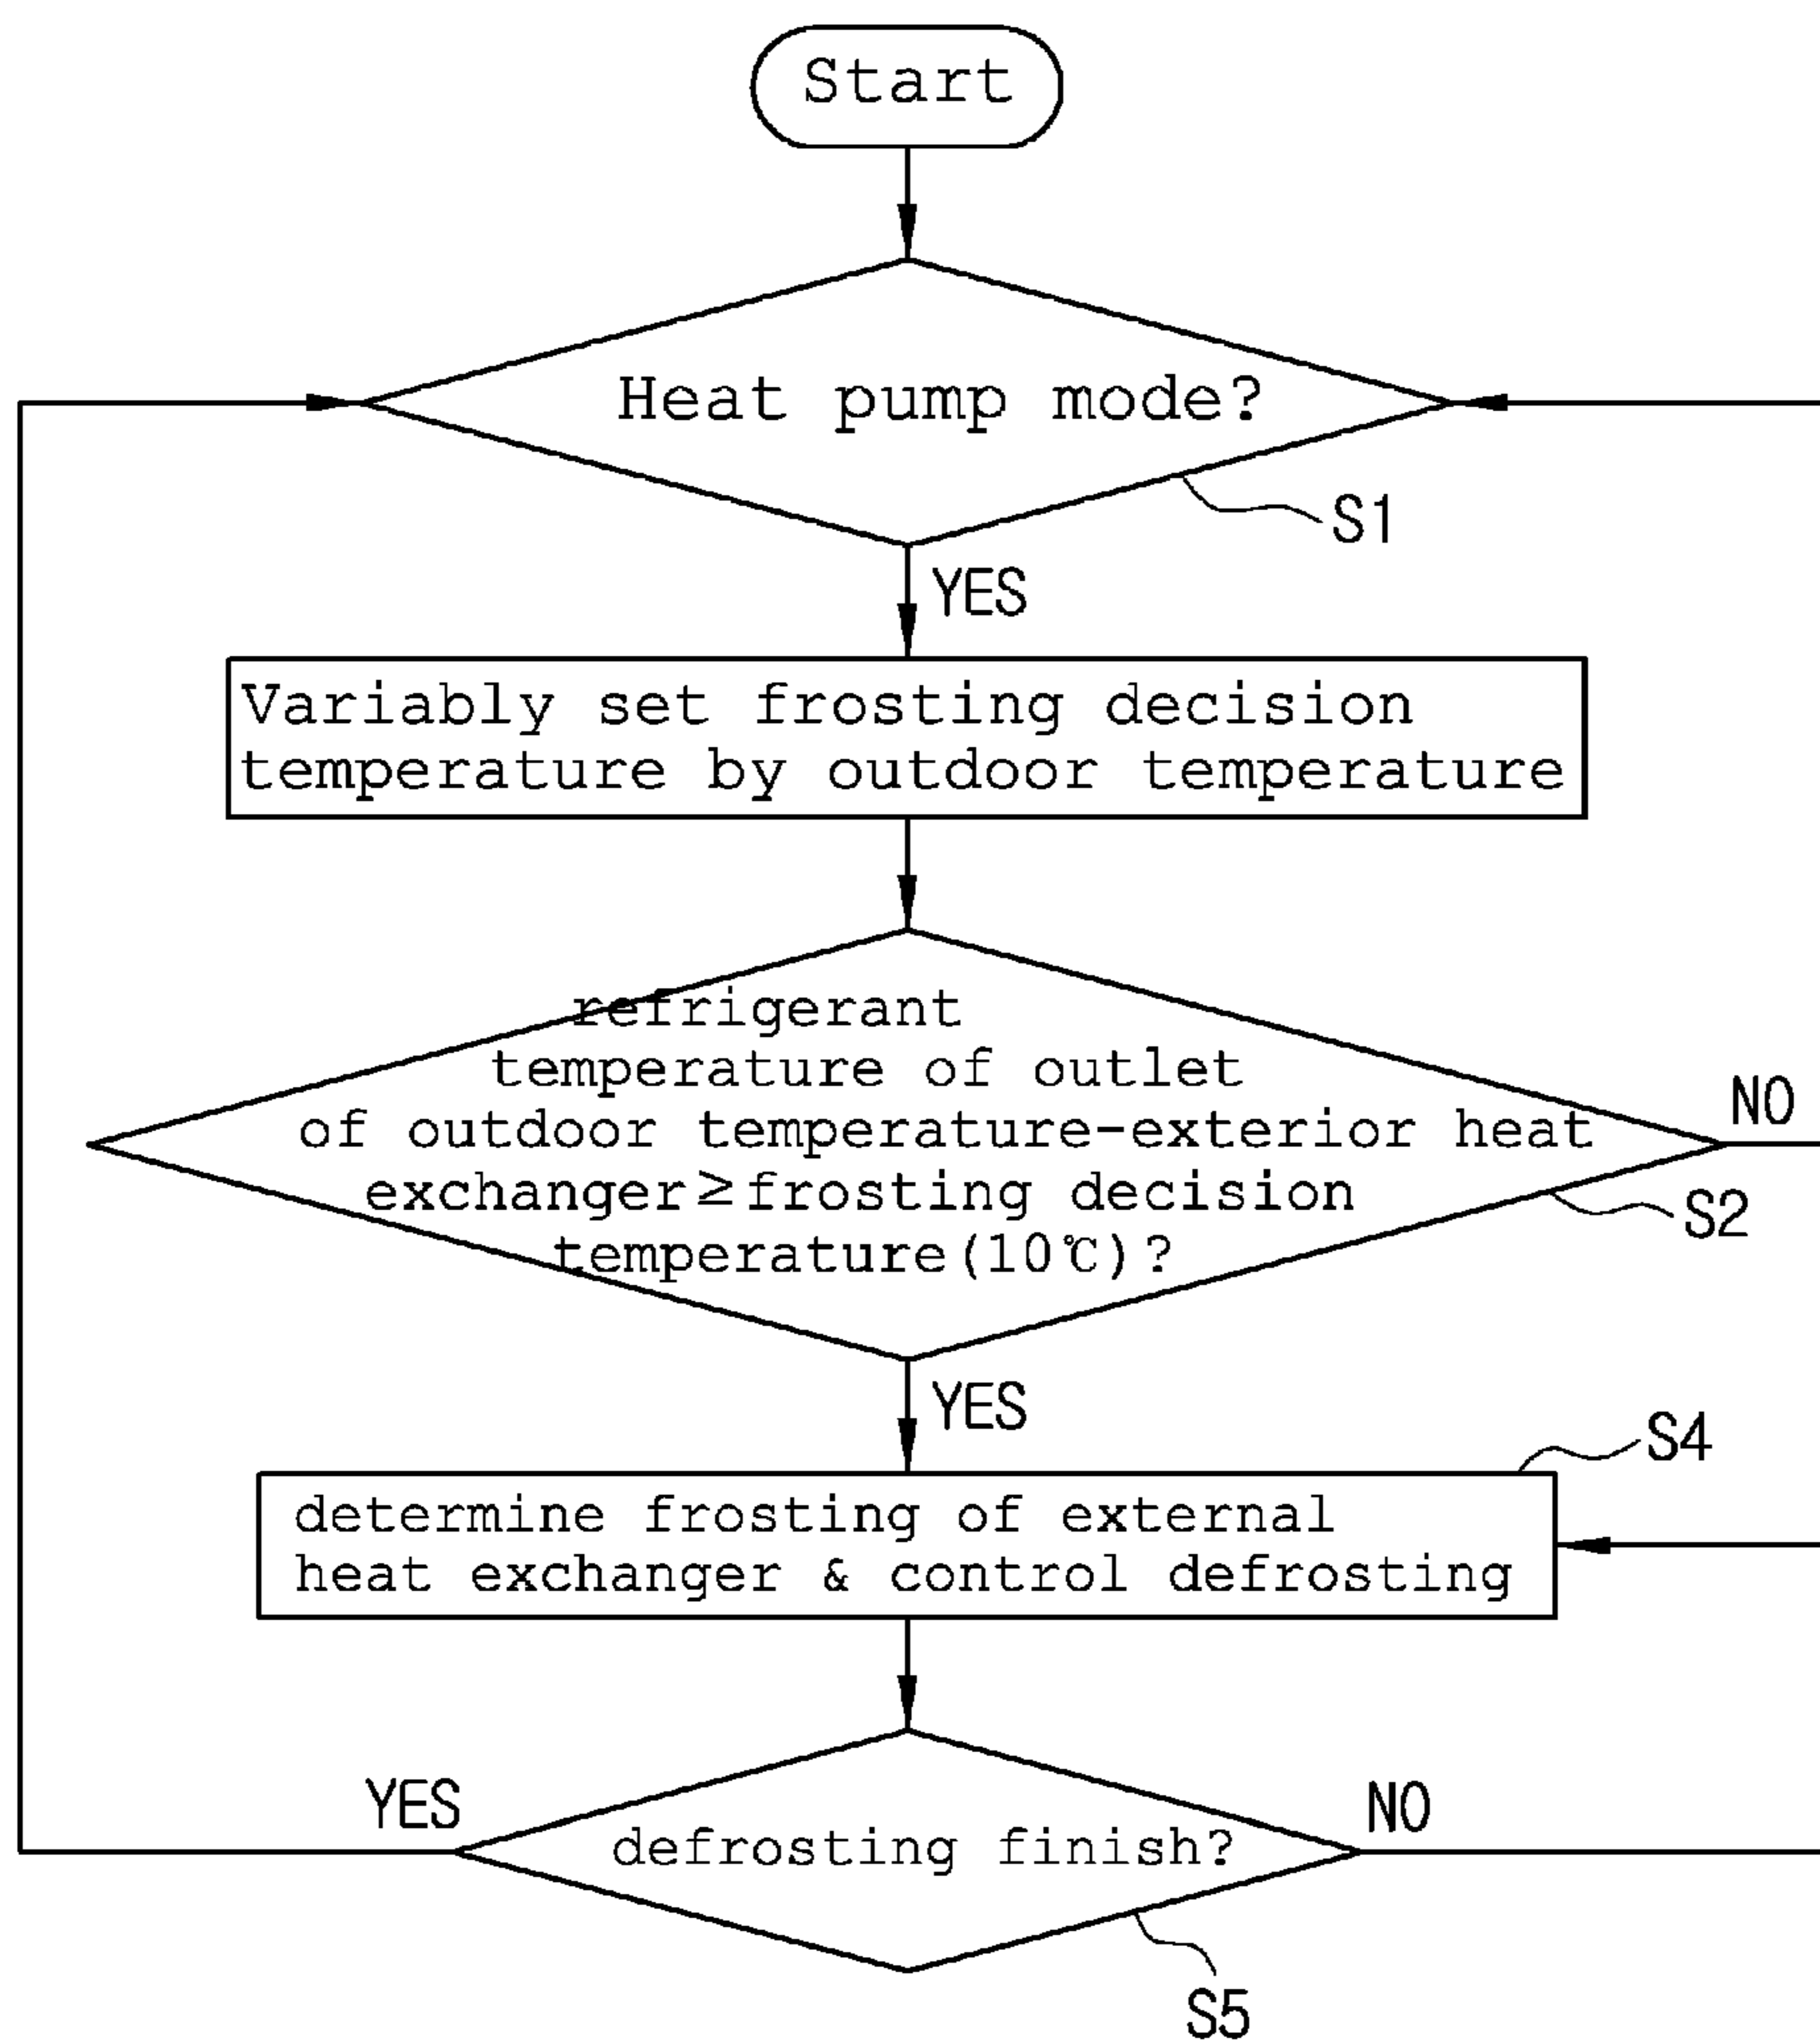 Start
Heat pump mode?
S1
YES
Variably set frosting decision
temperature by outdoor temperature
refrigerant
temperature of outlet
of outdoor temperature-exterior heat
exchanger≥frosting decision
temperature(10℃)?
NO
S2
YES
S4
determine frosting of external
heat exchanger & control defrosting
YES
defrosting finish?
NO
S5